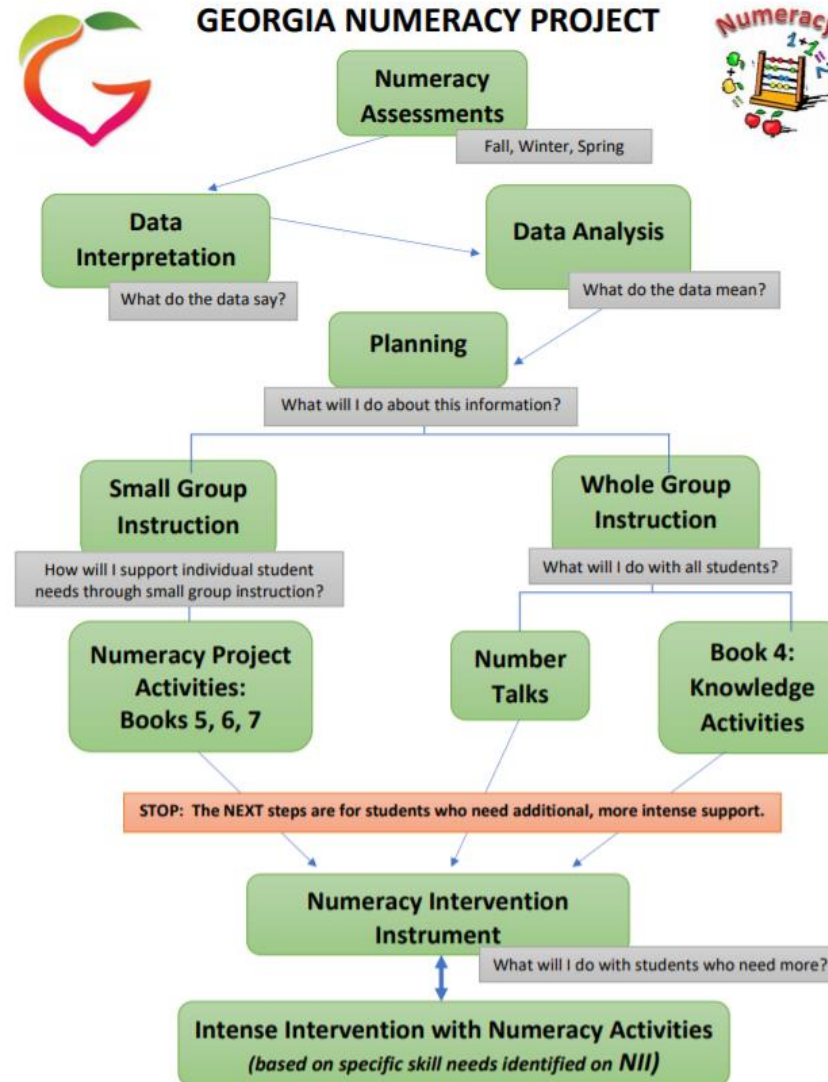 GEORGIA NUMERACY PROJECT
Numeracy
1+1=2
Numeracy
Assessments
Fall, Winter, Spring
Data
Interpretation
What do the data say?
Data Analysis
What do the data mean?
Planning
What will I do about this information?
Small Group
Instruction
How will I support individual student
needs through small group instruction?
Whole Group
Instruction
What will I do with all students?
Numeracy Project
Activities:
Books 5, 6, 7
Number
Talks
Book 4:
Knowledge
Activities
STOP: The NEXT steps are for students who need additional, more intense support.
Numeracy Intervention
Instrument
What will I do with students who need more?
Intense Intervention with Numeracy Activities
(based on specific skill needs identified on NII)